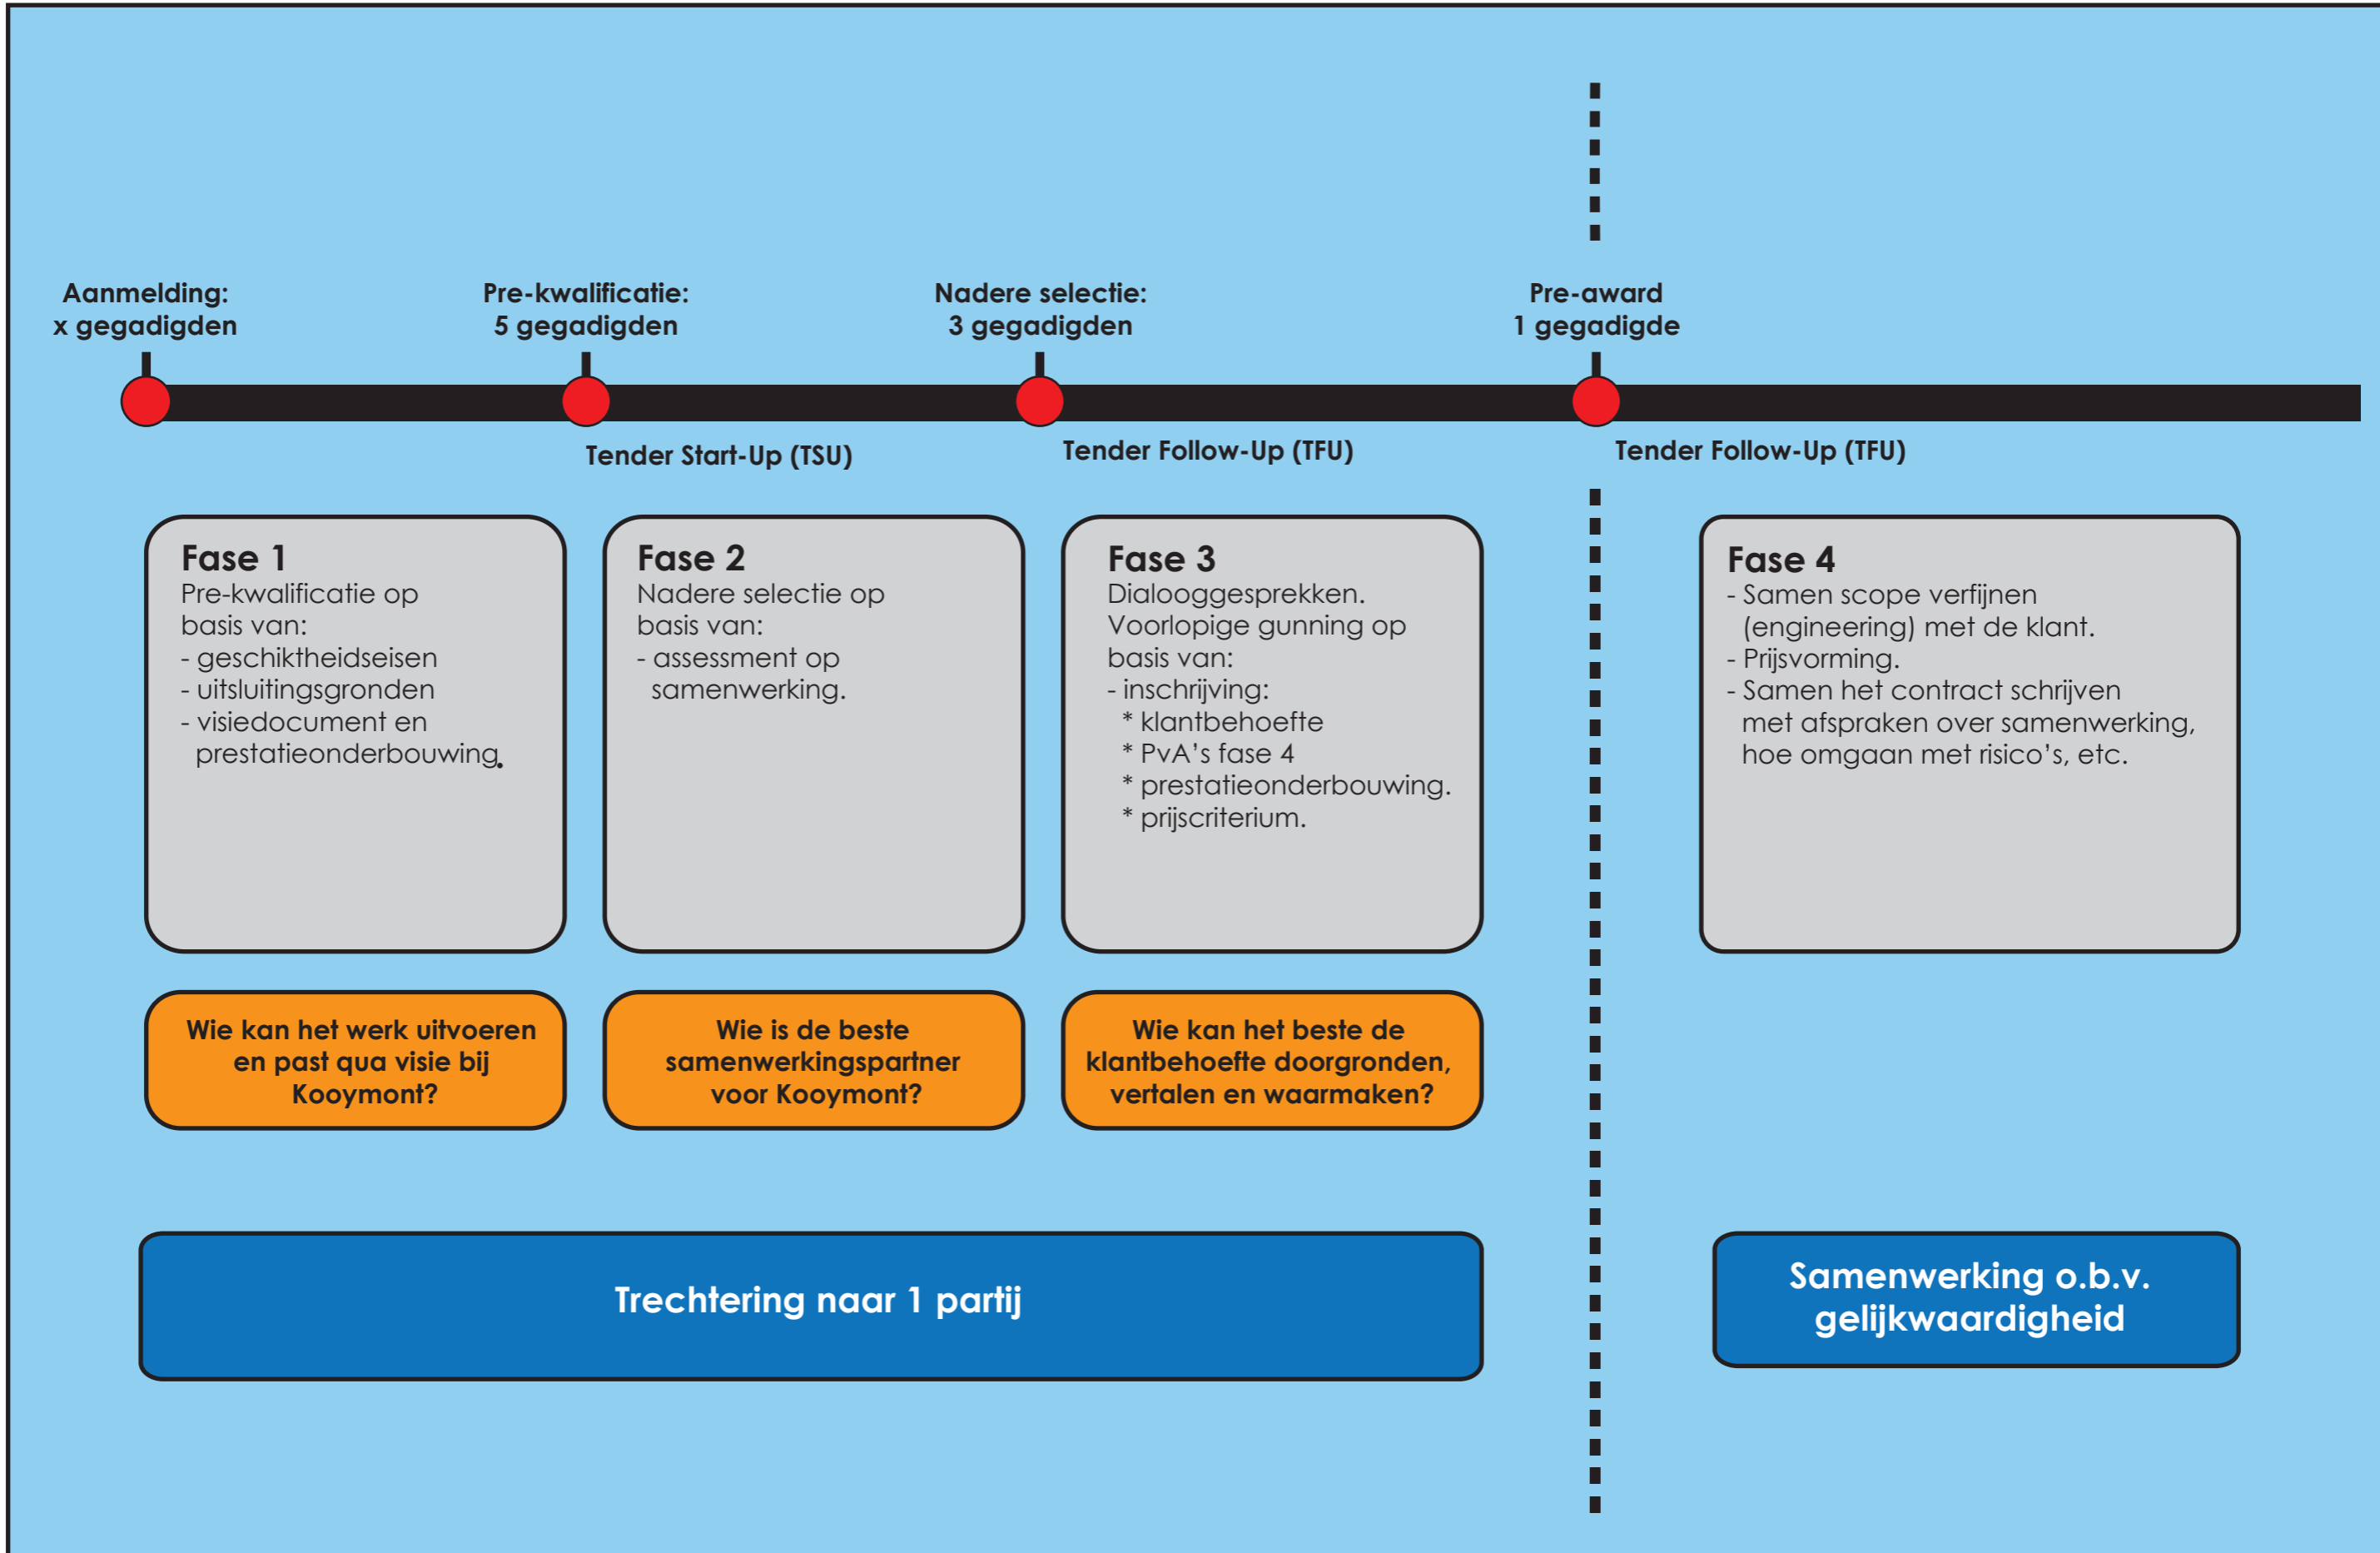 Aanmelding:
x gegadigden
Pre-kwalificatie:
5 gegadigden
Nadere selectie:
3 gegadigden
Pre-award
1 gegadigde
Tender Start-Up (TSU)
Tender Follow-Up (TFU)
Tender Follow-Up (TFU)
Fase 1
Pre-kwalificatie op
basis van:
- geschiktheidseisen
- uitsluitingsgronden
- visiedocument en
prestatieonderbouwing.
Fase 2
Nadere selectie op
basis van:
- assessment op
samenwerking.
Fase 3
Dialooggesprekken.
Voorlopige gunning op
basis van:
- inschrijving:
* klantbehoefte
* PvA's fase 4
* prestatieonderbouwing.
* prijscriterium.
Fase 4
- Samen scope verfijnen
(engineering) met de klant.
- Prijsvorming.
- Samen het contract schrijven
met afspraken over samenwerking,
hoe omgaan met risico's, etc.
Wie kan het werk uitvoeren
en past qua visie bij
Kooymont?
Wie is de beste
samenwerkingspartner
voor Kooymont?
Wie kan het beste de
klantbehoefte doorgronden,
vertalen en waarmaken?
Trechtering naar 1 partij
Samenwerking o.b.v.
gelijkwaardigheid